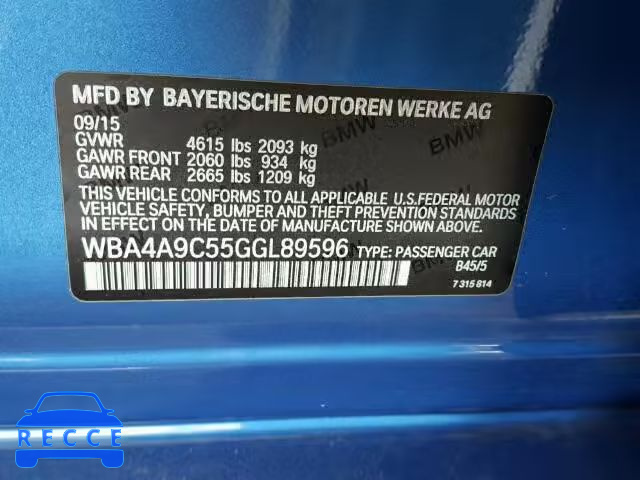 MFD BY BAYERISCHE MOTOREN WERKE AG
09/15
GVWR 4615 lbs 2093 kg
GAWR FRONT 2060 lbs 934 kg
GAWR REAR 2665 lbs 1209 kg
THIS VEHICLE CONFORMS TO ALL APPLICABLE U.S.FEDERAL MOTOR
VEHICLE SAFETY, BUMPER AND THEFT PREVENTION STANDARDS
IN EFFECT ON THE DATE OF MANUFACTURE SHOWN ABOVE.
WBA4A9C55GGL89596 TYPE: PASSENGER CAR
B45/5
7 315 814
BMW
BMW
RECCE